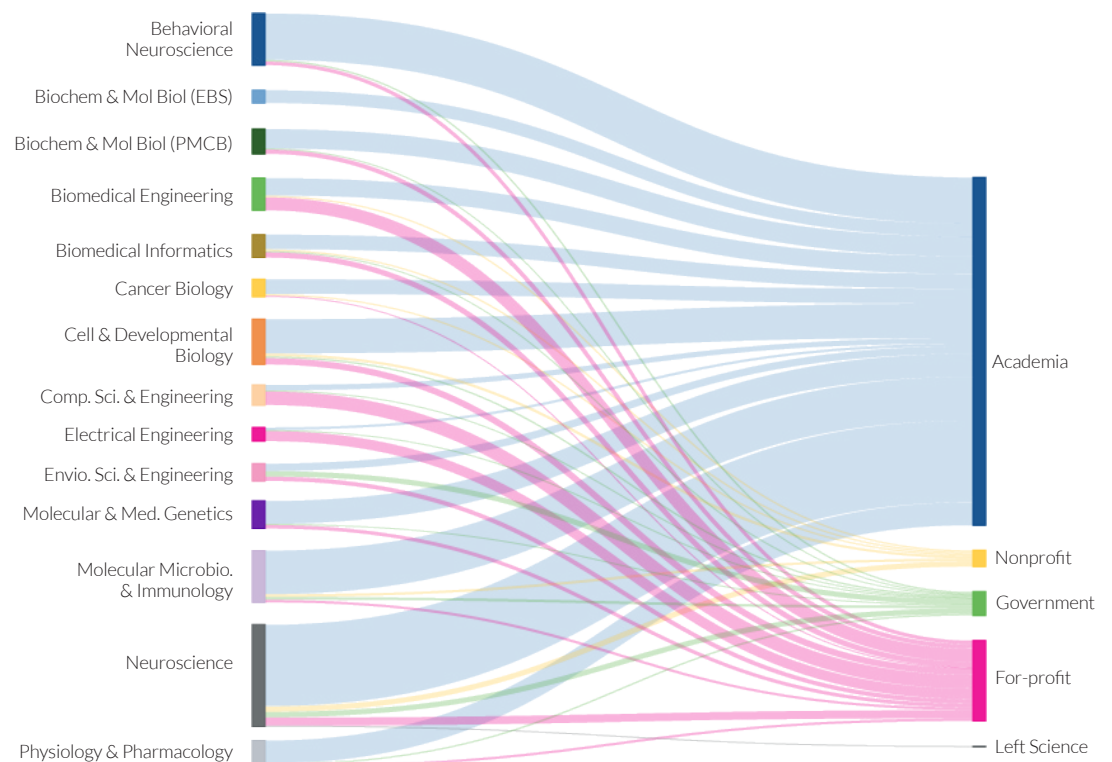 Behavioral
Neuroscience
Biochem & Mol Biol (EBS)
Biochem & Mol Biol (PMCB)
Biomedical Engineering
Biomedical Informatics
Cancer Biology
Cell & Developmental
Biology
Comp. Sci. & Engineering
Electrical Engineering
Envio. Sci. & Engineering
Molecular & Med. Genetics
Molecular Microbio.
& Immunology
Neuroscience
Physiology & Pharmacology
Academia
Nonprofit
Government
For-profit
Left Science